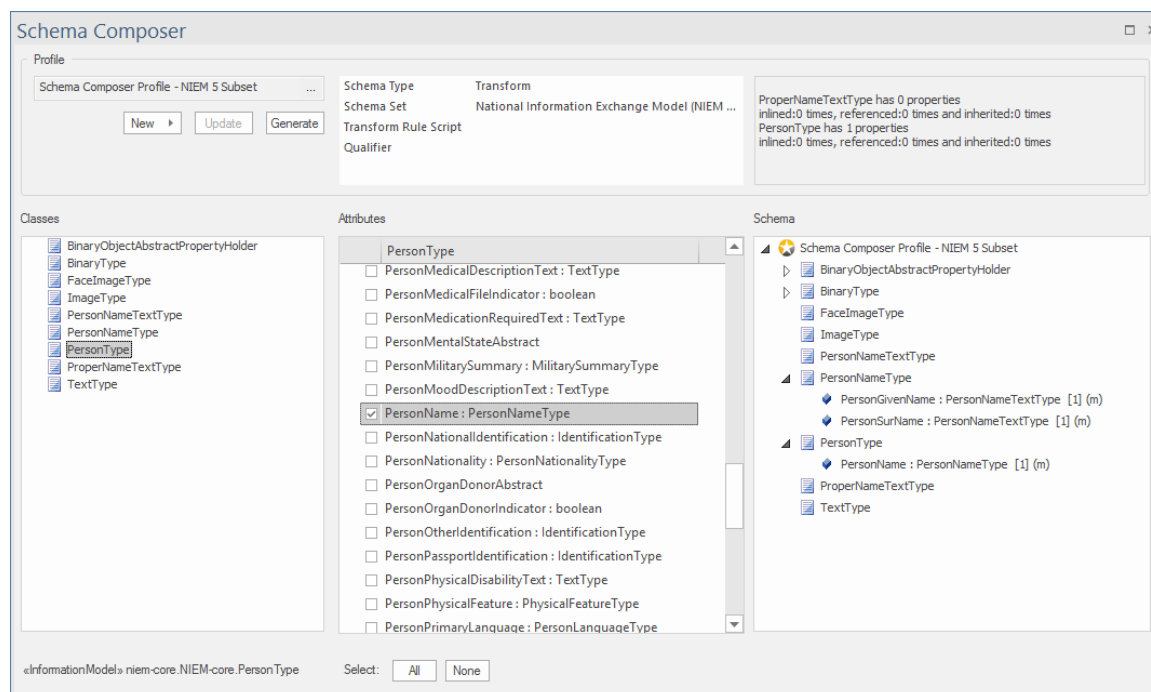 Schema Composer
Profile
Schema Composer Profile - NIEM 5 Subset ...
New Update Generate
Schema Type Transform
Schema Set National Information Exchange Model (NIEM ...
Transform Rule Script
Qualifier
ProperNameTextType has 0 properties
inlined:0 times, referenced:0 times and inherited:0 times
PersonType has 1 properties
inlined:0 times, referenced:0 times and inherited:0 times
Classes
BinaryObjectAbstractPropertyHolder
BinaryType
FaceImageType
ImageType
PersonNameTextType
PersonNameType
PersonType
ProperNameTextType
TextType
Attributes
PersonType
PersonMedicalDescriptionText : TextType
PersonMedicalFileIndicator : boolean
PersonMedicationRequiredText : TextType
PersonMentalStateAbstract
PersonMilitarySummary : MilitarySummaryType
PersonMoodDescriptionText : TextType
PersonName : PersonNameType
PersonNationalIdentification : IdentificationType
PersonNationality : PersonNationalityType
PersonOrganDonorAbstract
PersonOrganDonorIndicator : boolean
PersonOtherIdentification : IdentificationType
PersonPassportIdentification : IdentificationType
PersonPhysicalDisabilityText : TextType
PersonPhysicalFeature : PhysicalFeatureType
PersonPrimaryLanguage : PersonLanguageType
Schema
Schema Composer Profile - NIEM 5 Subset
BinaryObjectAbstractPropertyHolder
BinaryType
FaceImageType
ImageType
PersonNameTextType
PersonNameType
PersonGivenName : PersonNameTextType [1] (m)
PersonSurName : PersonNameTextType [1] (m)
PersonType
PersonName : PersonNameType [1] (m)
ProperNameTextType
TextType
«InformationModel» niem-core.NIEM-core.PersonType
Select: All None